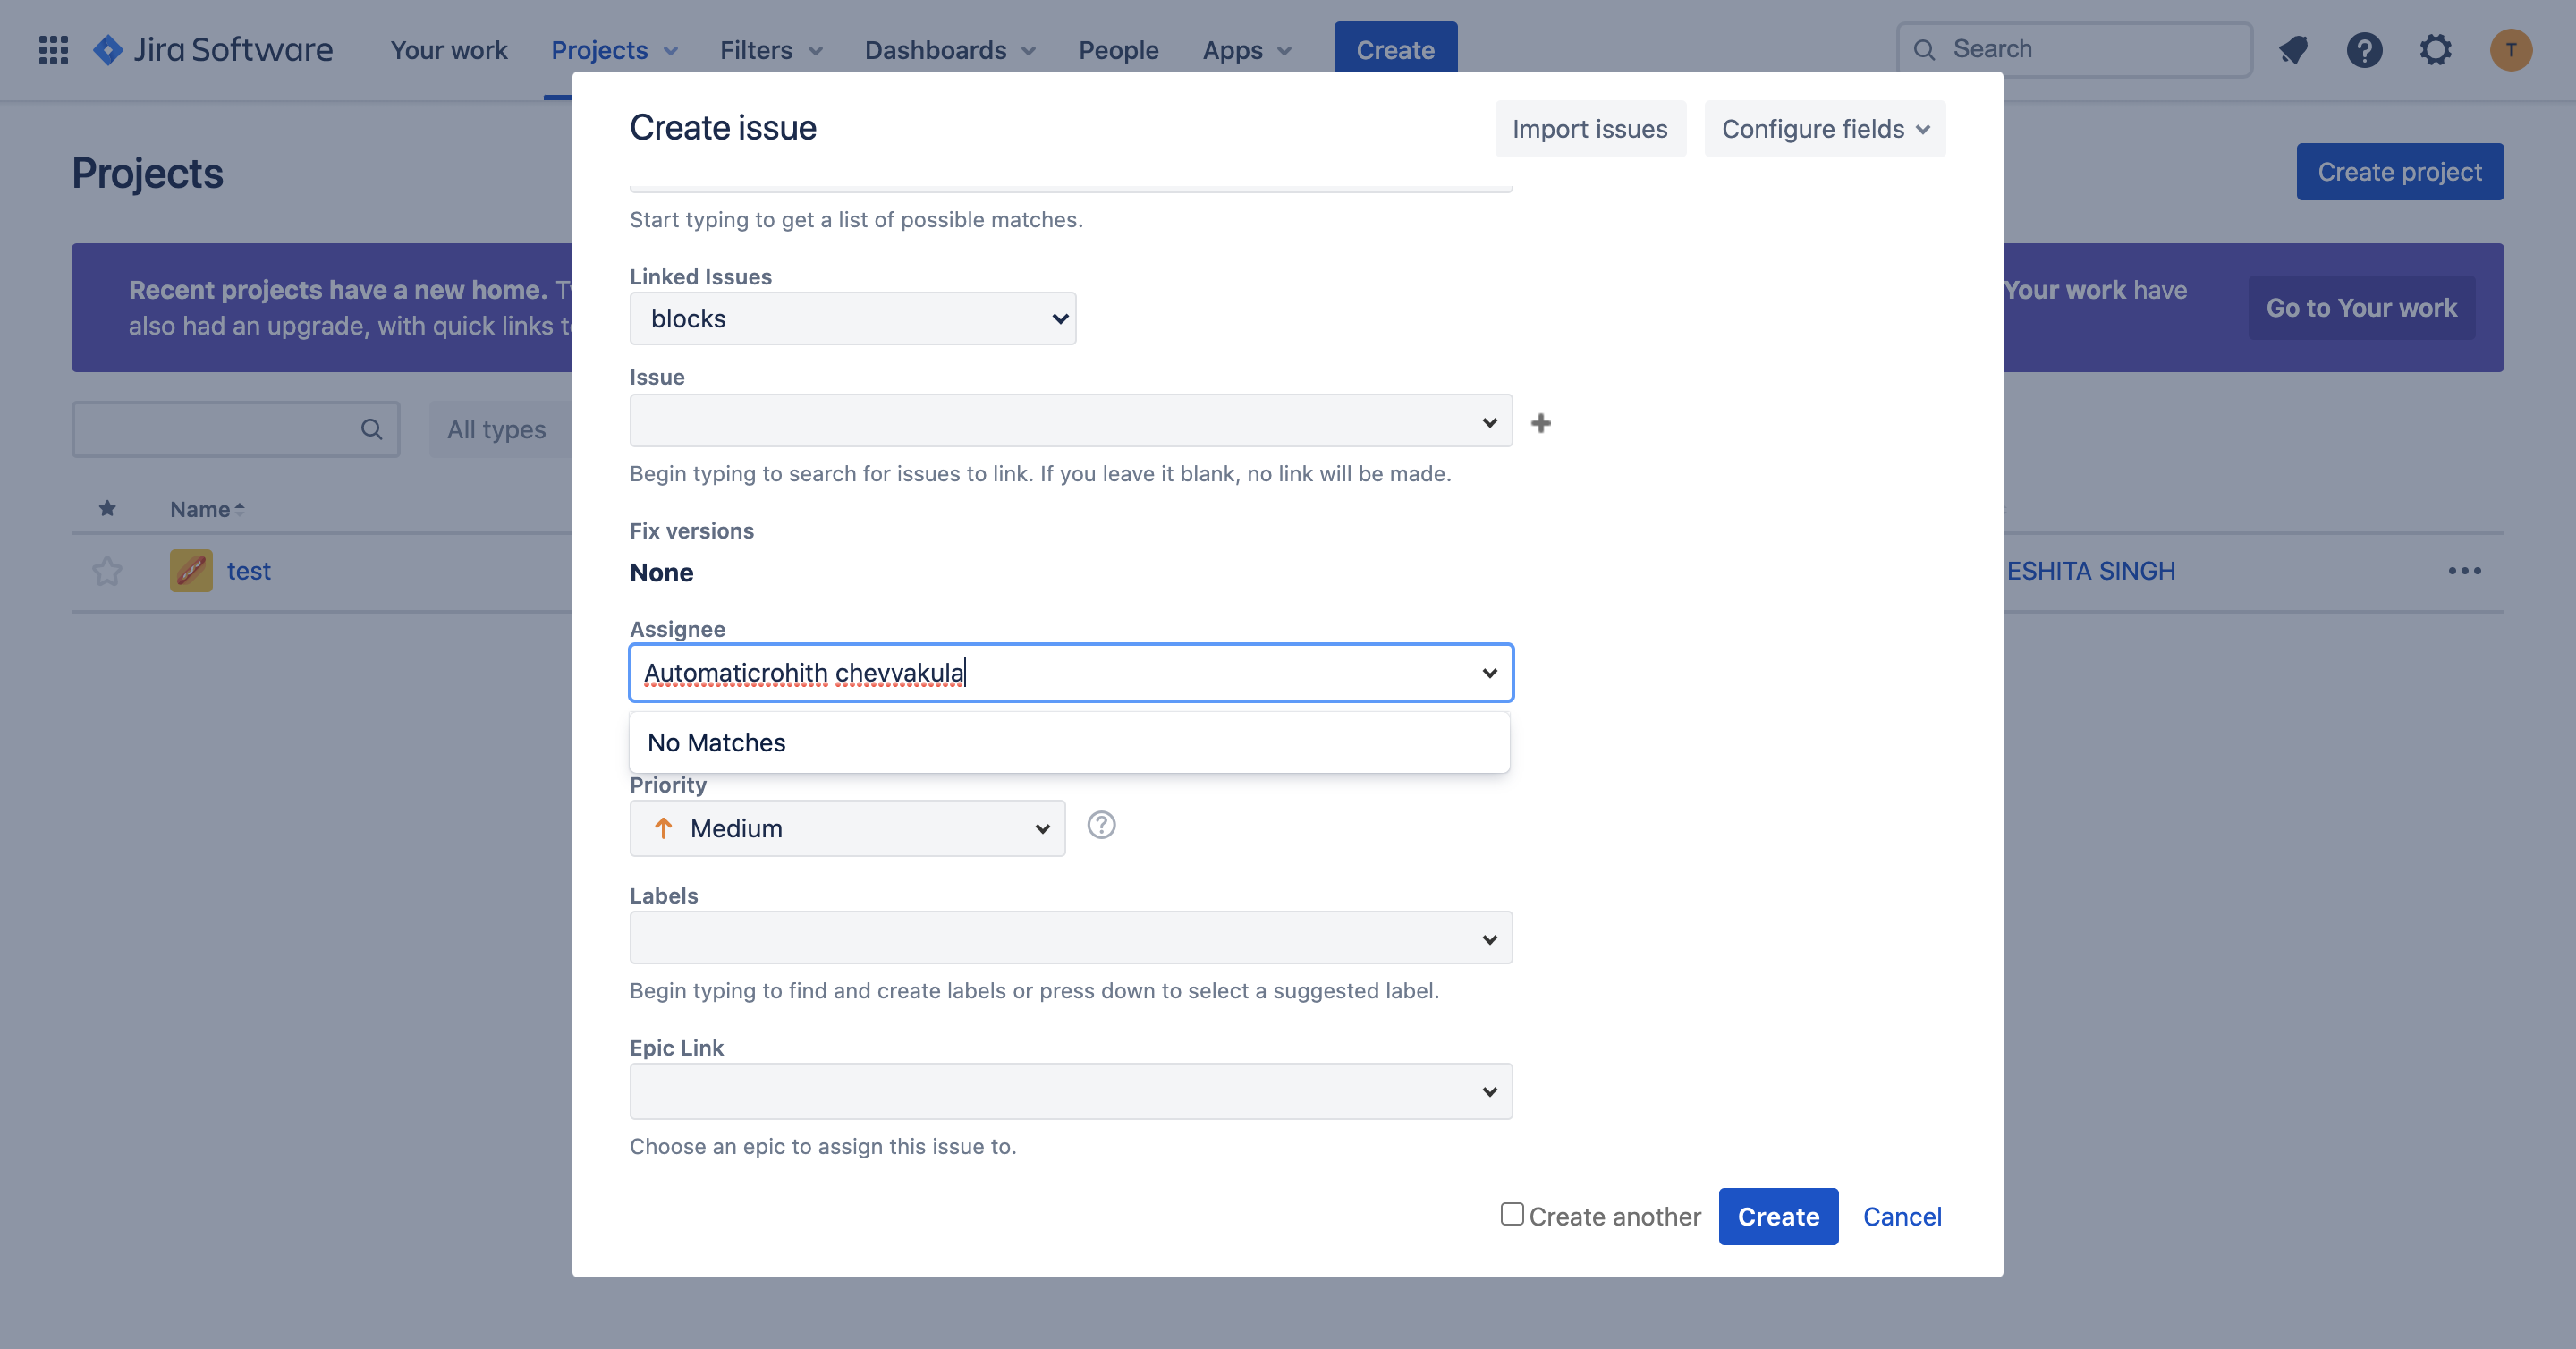 Jira Software Your work Projects Filters Dashboards People Apps Create Search T
Create issue Import issues Configure fields
Projects Create project
Start typing to get a list of possible matches.
Recent projects have a new home. Your work have
also had an upgrade, with quick links Go to Your work
Linked Issues
blocks
Issue
All types
Begin typing to search for issues to link. If you leave it blank, no link will be made.
Name
Fix versions
None
test ESHITA SINGH
Assignee
Automaticrohith chevvakula
No Matches
Priority
Medium
Labels
Begin typing to find and create labels or press down to select a suggested label.
Epic Link
Choose an epic to assign this issue to.
Create another Create Cancel